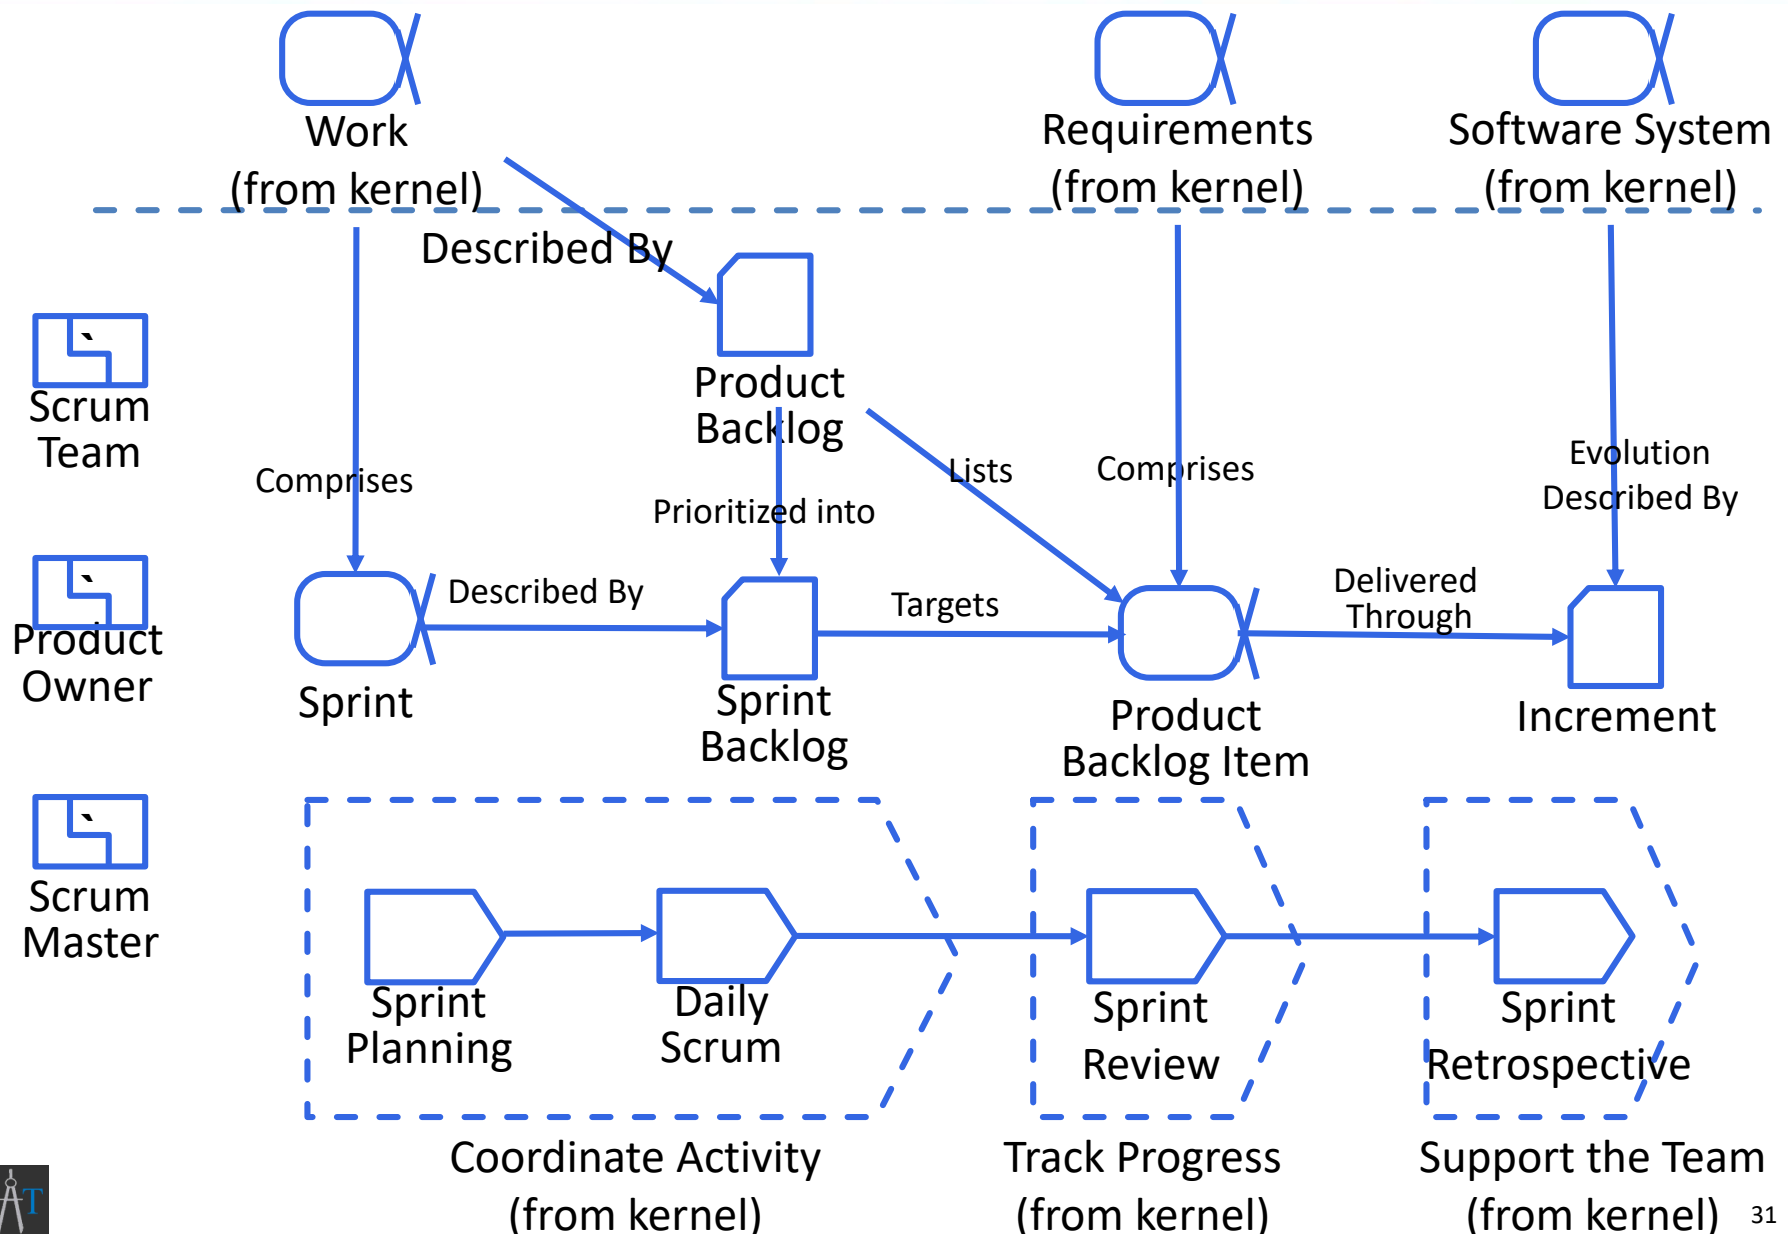 Work
(from kernel)
Requirements
(from kernel)
Software System
(from kernel)
Described By
Product
Backlog
Scrum
Team
Comprises
Prioritized into
Lists
Comprises
Evolution
Described By
Product
Owner
Sprint
Described By
Sprint
Backlog
Targets
Product
Backlog Item
Delivered
Through
Increment
Scrum
Master
Sprint
Planning
Daily
Scrum
Sprint
Review
Sprint
Retrospective
Coordinate Activity
(from kernel)
Track Progress
(from kernel)
Support the Team
(from kernel)
AT
31